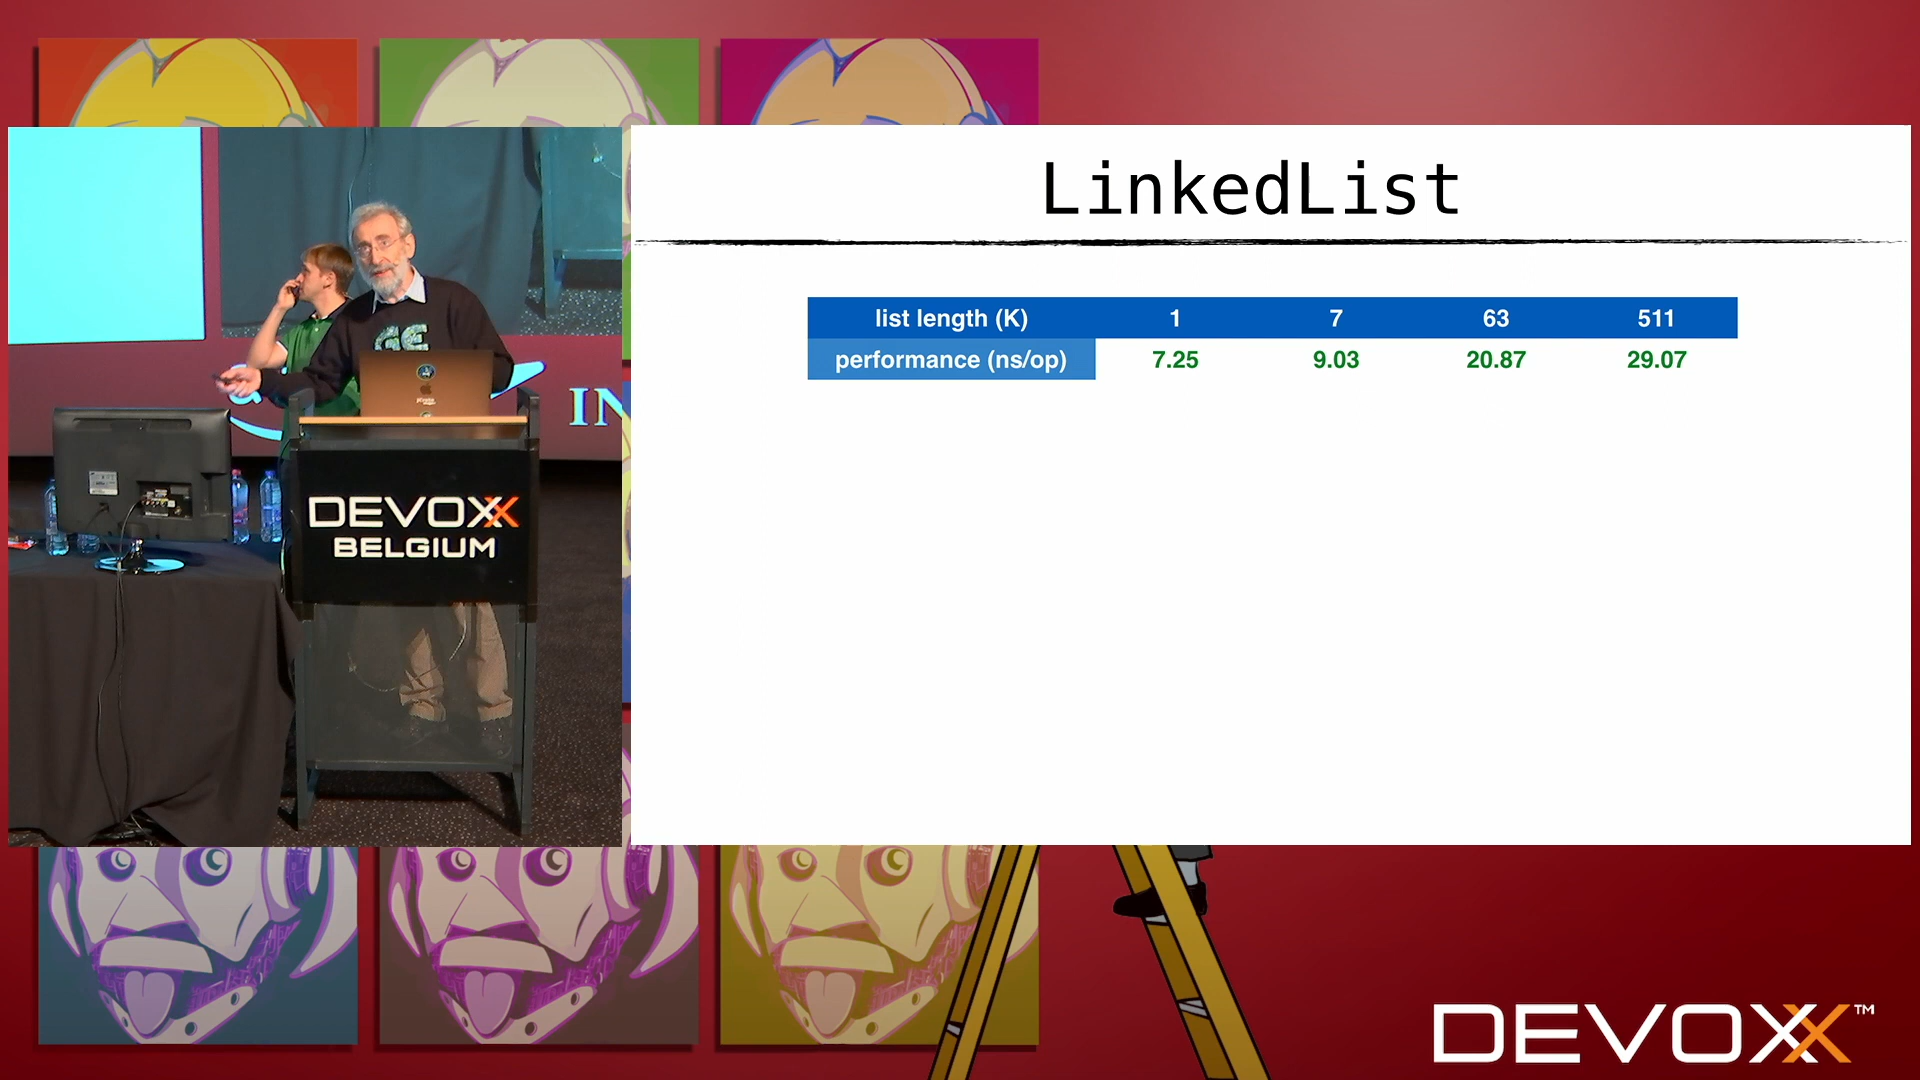 LinkedList
list length (K) 1 7 63 511
performance (ns/op) 7.25 9.03 20.87 29.07
IN
DEVOXX
BELGIUM
DEVOXX™